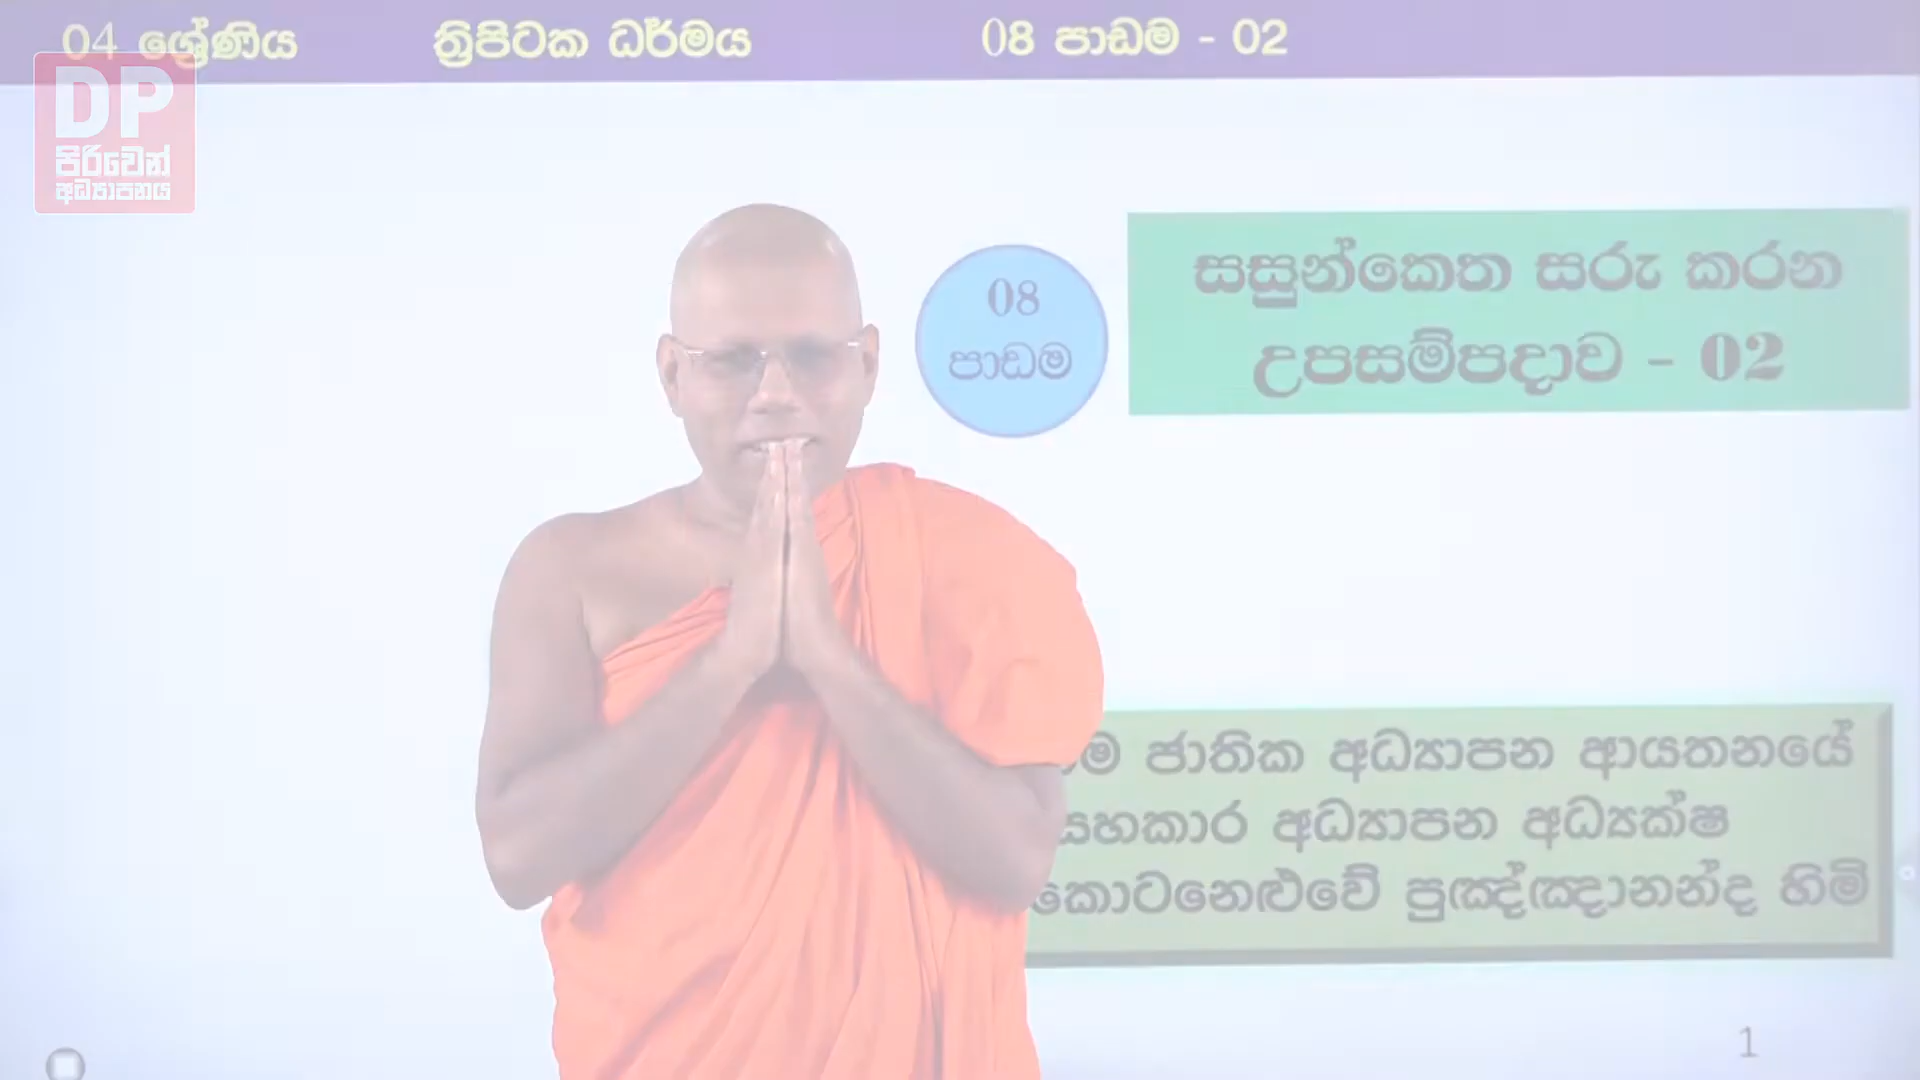 04 ශ්‍රේණිය ත්‍රිපිටක ධර්මය 08 පාඩම - 02
DP
පිරිවෙන්
අධ්‍යාපනය
08
පාඩම
සසුන්කෙත සරු කරන
උපසම්පදාව - 02
ජාතික අධ්‍යාපන ආයතනයේ
සහකාර අධ්‍යාපන අධ්‍යක්ෂ
කොටනෙළුවේ පුඤ්ඤානන්ද හිමි
1